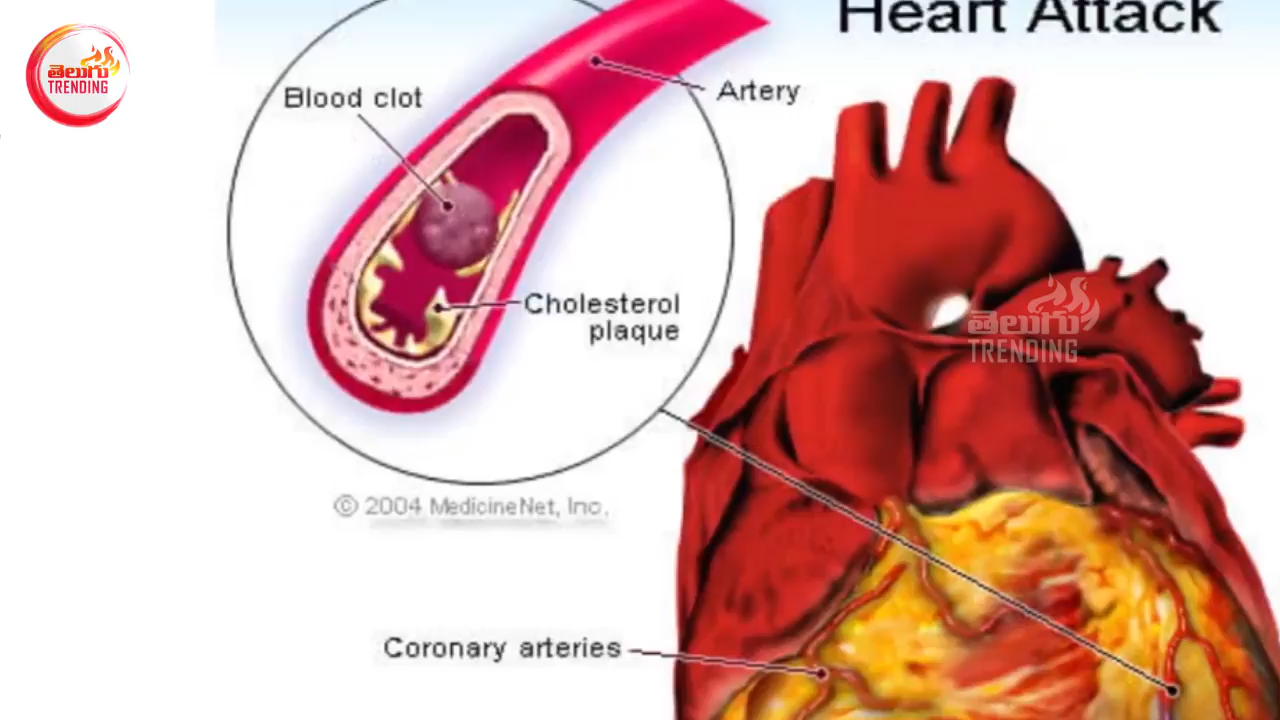 తెలుగు
TRENDING
Heart Attack
Blood clot
Artery
Cholesterol
plaque
తెలుగు
TRENDING
© 2004 MedicineNet, Inc.
Coronary arteries